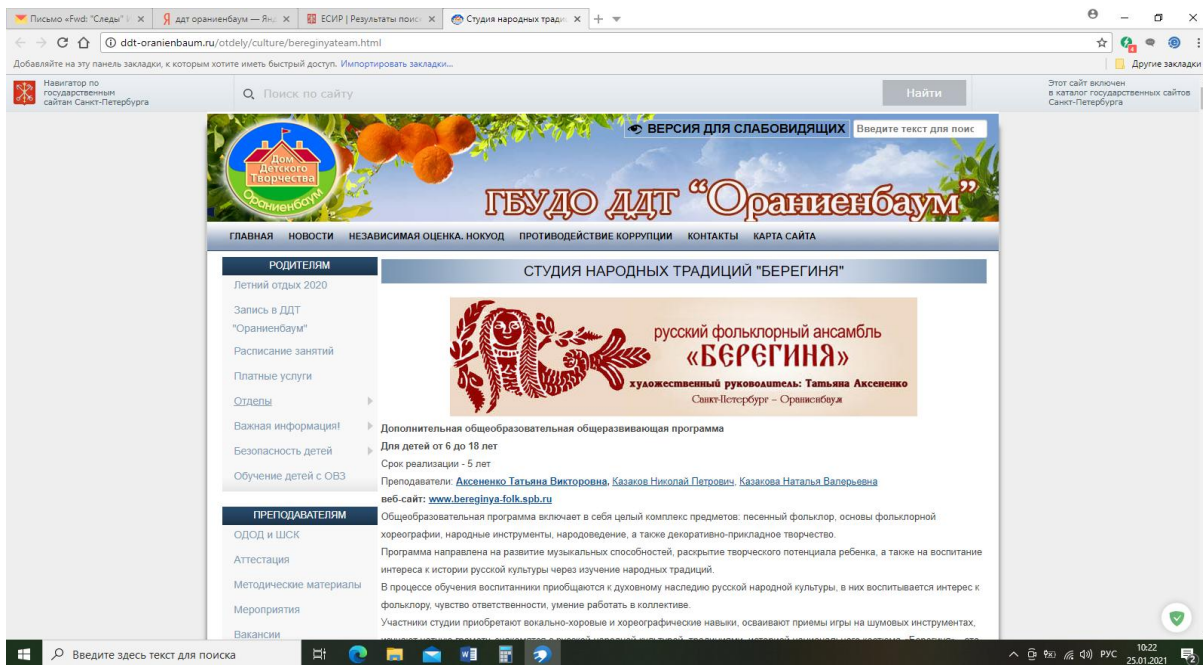 Письмо «Fwd: "Следы"
ддт ораниенбаум — Янд
ЕСИР | Результаты поис
Студия народных тради
ddt-oranienbaum.ru/otdely/culture/bereginyateam.html
Добавляйте на эту панель закладки, к которым хотите иметь быстрый доступ. Импортировать закладки...
Другие закладки
Навигатор по
государственным
сайтам Санкт-Петербурга
Поиск по сайту
Найти
Этот сайт включен
в каталог государственных сайтов
Санкт-Петербурга
Дом
Детского
Творчества
Ораниенбаум
ВЕРСИЯ ДЛЯ СЛАБОВИДЯЩИХ
Введите текст для поис
ГБУДО ДДТ “Ораниенбаум”
ГЛАВНАЯ НОВОСТИ НЕЗАВИСИМАЯ ОЦЕНКА. НОКУОД ПРОТИВОДЕЙСТВИЕ КОРРУПЦИИ КОНТАКТЫ КАРТА САЙТА
РОДИТЕЛЯМ
Летний отдых 2020
Запись в ДДТ
"Ораниенбаум"
Расписание занятий
Платные услуги
Отделы
Важная информация!
Безопасность детей
Обучение детей с ОВЗ
ПРЕПОДАВАТЕЛЯМ
ОДОД и ШСК
Аттестация
Методические материалы
Мероприятия
Вакансии
СТУДИЯ НАРОДНЫХ ТРАДИЦИЙ "БЕРЕГИНЯ"
русский фольклорный ансамбль
«БЕРЕГИНЯ»
художественный руководитель: Татьяна Аксененко
Санкт-Петербург – Ораниенбаум
Дополнительная общеобразовательная общеразвивающая программа
Для детей от 6 до 18 лет
Срок реализации - 5 лет
Преподаватели: Аксененко Татьяна Викторовна, Казаков Николай Петрович, Казакова Наталья Валерьевна
веб-сайт: www.bereginya-folk.spb.ru
Общеобразовательная программа включает в себя целый комплекс предметов: песенный фольклор, основы фольклорной
хореографии, народные инструменты, народоведение, а также декоративно-прикладное творчество.
Программа направлена на развитие музыкальных способностей, раскрытие творческого потенциала ребенка, а также на воспитание
интереса к истории русской культуры через изучение народных традиций.
В процессе обучения воспитанники приобщаются к духовному наследию русской народной культуры, в них воспитывается интерес к
фольклору, чувство ответственности, умение работать в коллективе.
Участники студии приобретают вокально-хоровые и хореографические навыки, осваивают приемы игры на шумовых инструментах,
Введите здесь текст для поиска
РУС
10:22
25.01.2021